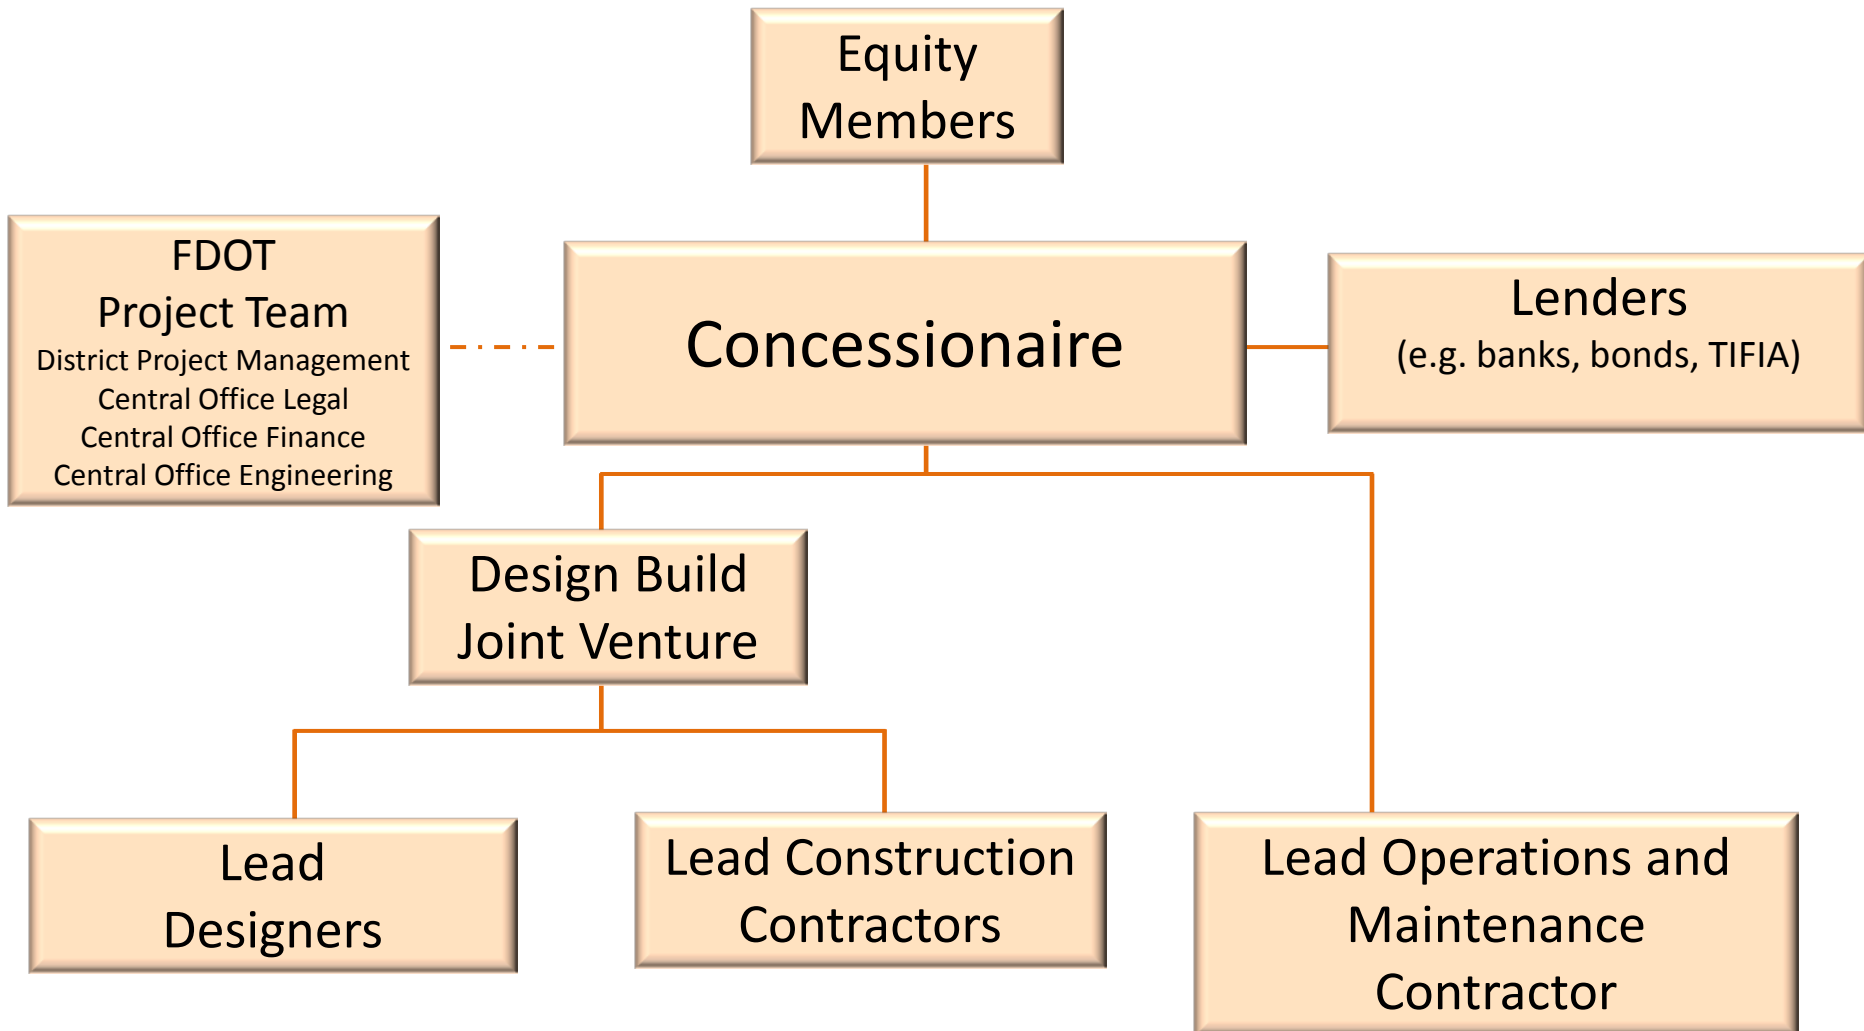 Equity
Members
FDOT
Project Team
District Project Management
Central Office Legal
Central Office Finance
Central Office Engineering
Concessionaire
Lenders
(e.g. banks, bonds, TIFIA)
Design Build
Joint Venture
Lead
Designers
Lead Construction
Contractors
Lead Operations and
Maintenance
Contractor